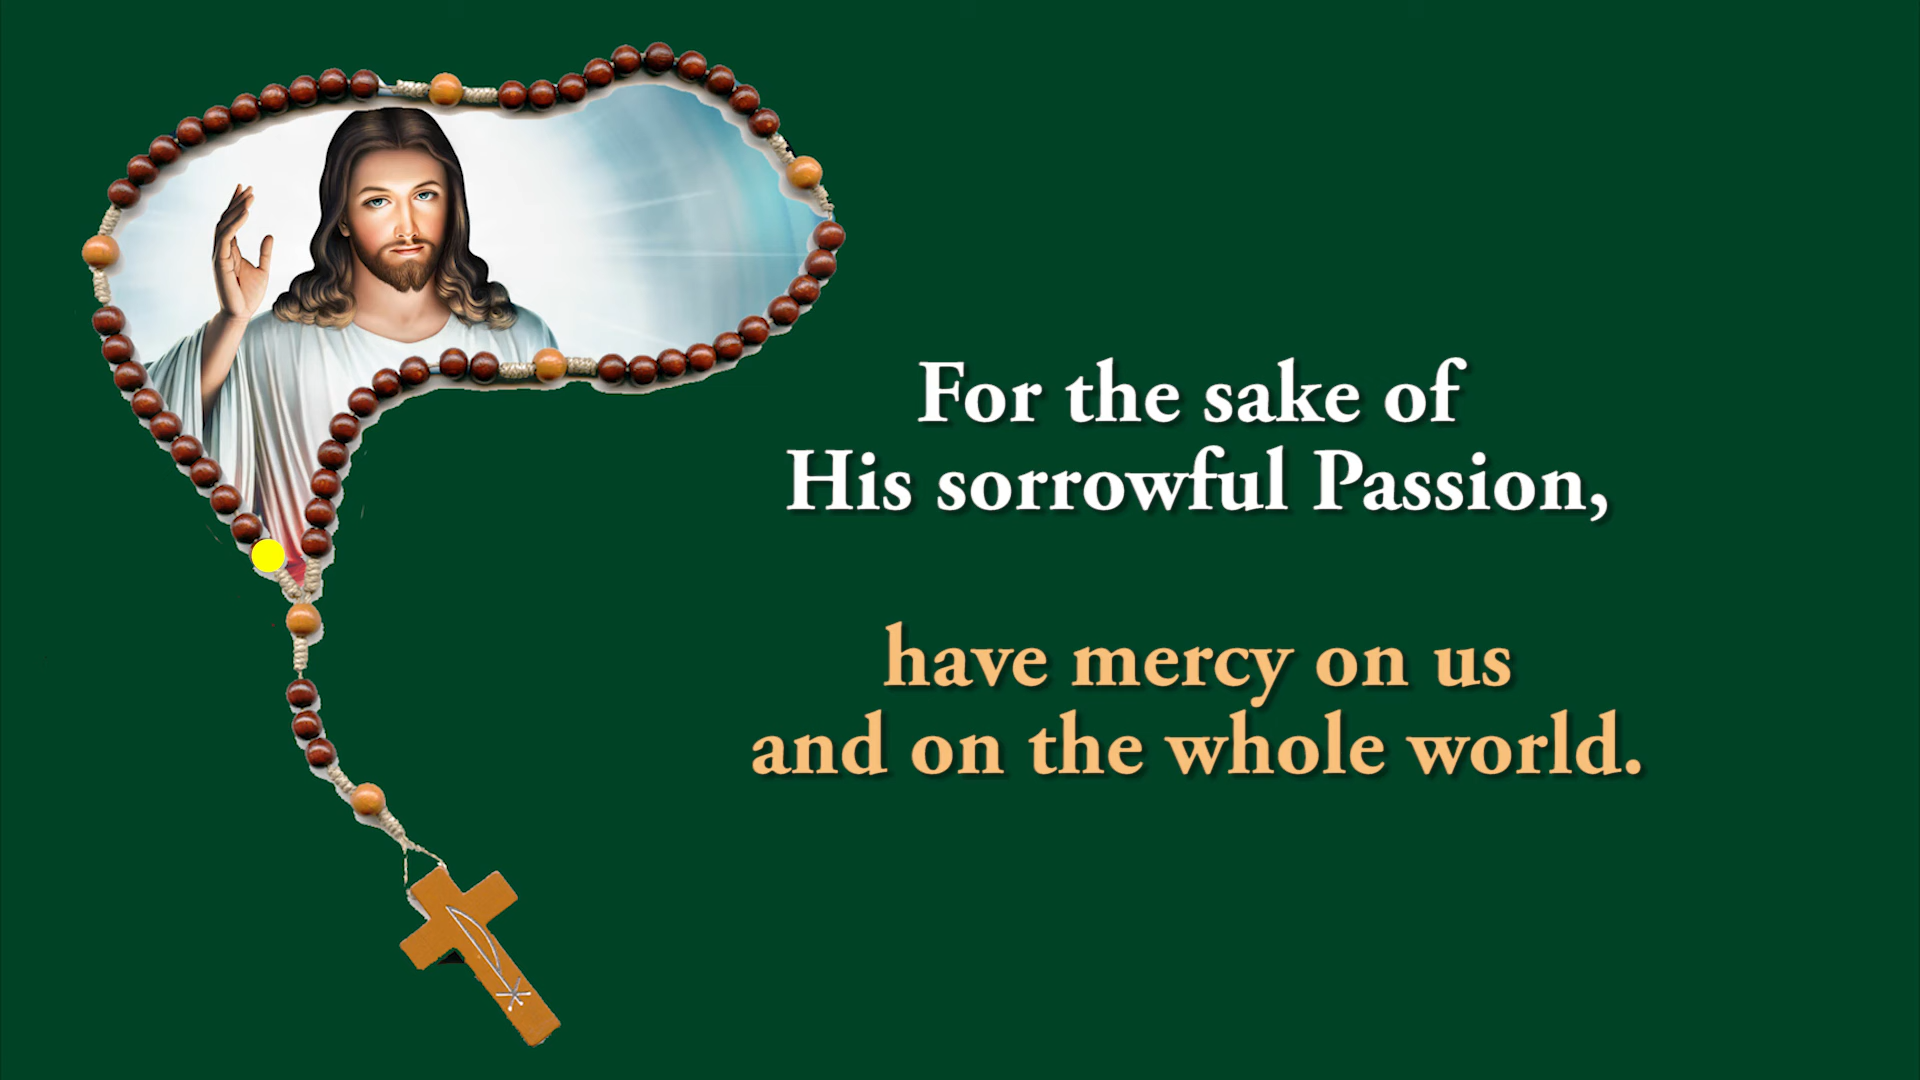 For the sake of
His sorrowful Passion,
have mercy on us
and on the whole world.